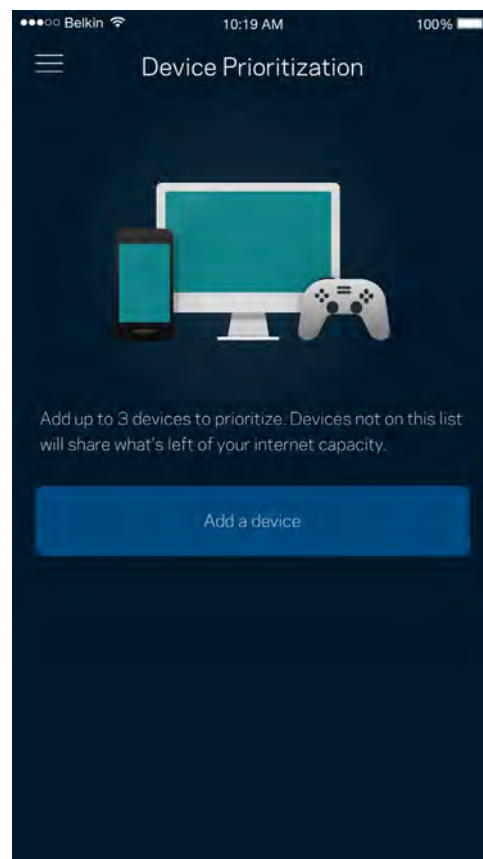 Belkin 10:19 AM 100%
Device Prioritization
Add up to 3 devices to prioritize. Devices not on this list
will share what's left of your internet capacity.
Add a device